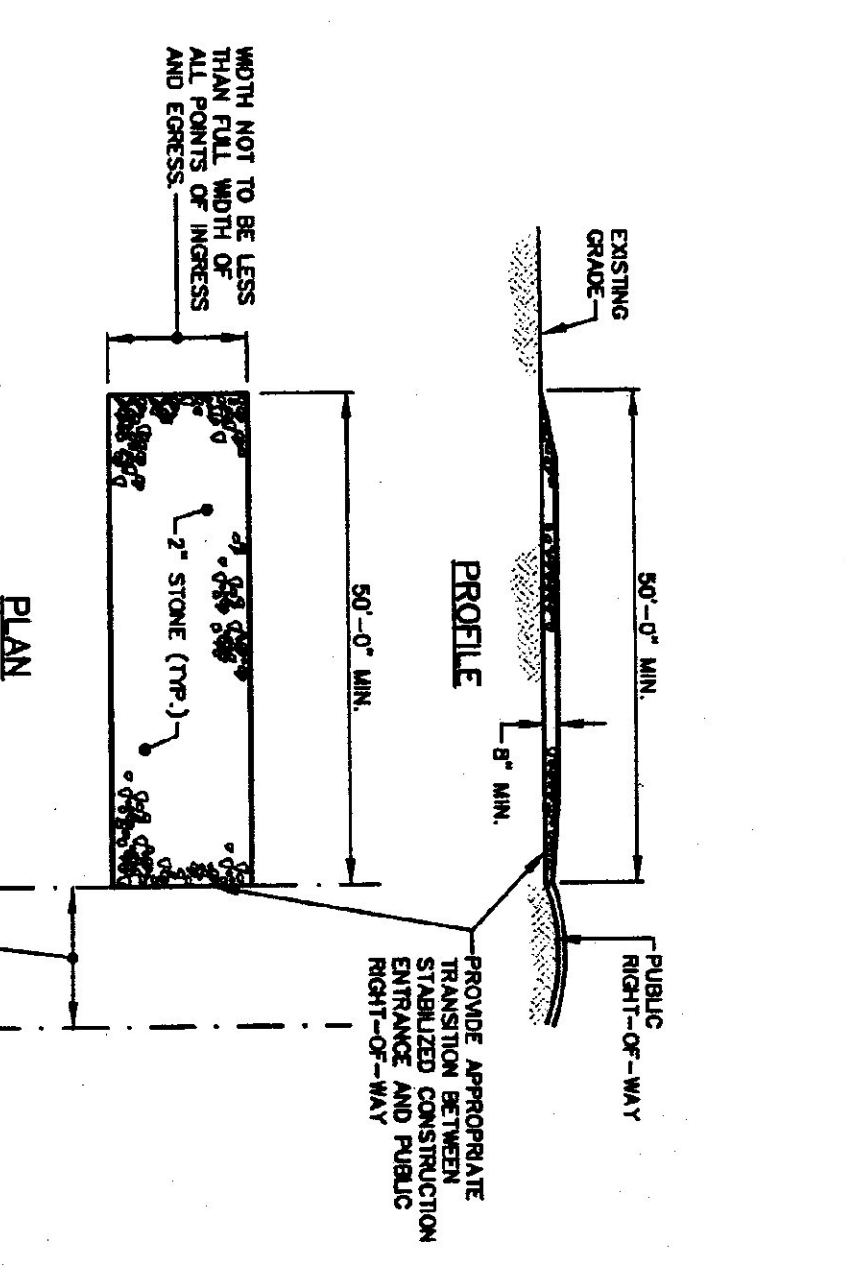 50'-0" MIN.
PUBLIC
RIGHT-OF-WAY
EXISTING
GRADE
8" MIN.
PROFILE
PROVIDE APPROPRIATE
TRANSITION BETWEEN
STABILIZED CONSTRUCTION
ENTRANCE AND PUBLIC
RIGHT-OF-WAY
50'-0" MIN.
WIDTH NOT TO BE LESS
THAN FULL WIDTH OF
ALL POINTS OF INGRESS
AND EGRESS.
2" STONE (TYP.)
PLAN